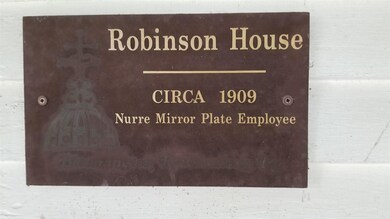 Robinson House
CIRCA 1909
Nurre Mirror Plate Employee